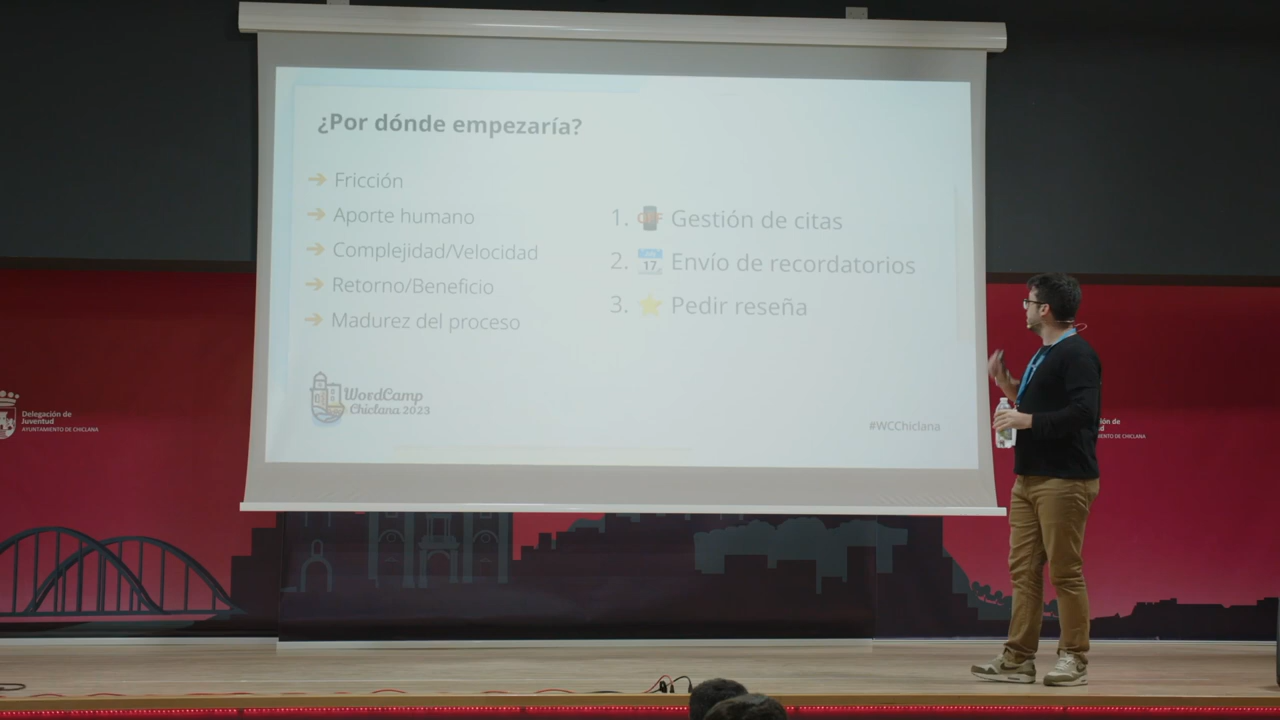 ¿Por dónde empezaría?
➔ Fricción
➔ Aporte humano
➔ Complejidad/Velocidad
➔ Retorno/Beneficio
➔ Madurez del proceso
1. OFF Gestión de citas
2. 17 Envío de recordatorios
3. Pedir reseña
WordCamp
Chiclana 2023
#WCChiclana
Delegación de
Juventud
AYUNTAMIENTO DE CHICLANA